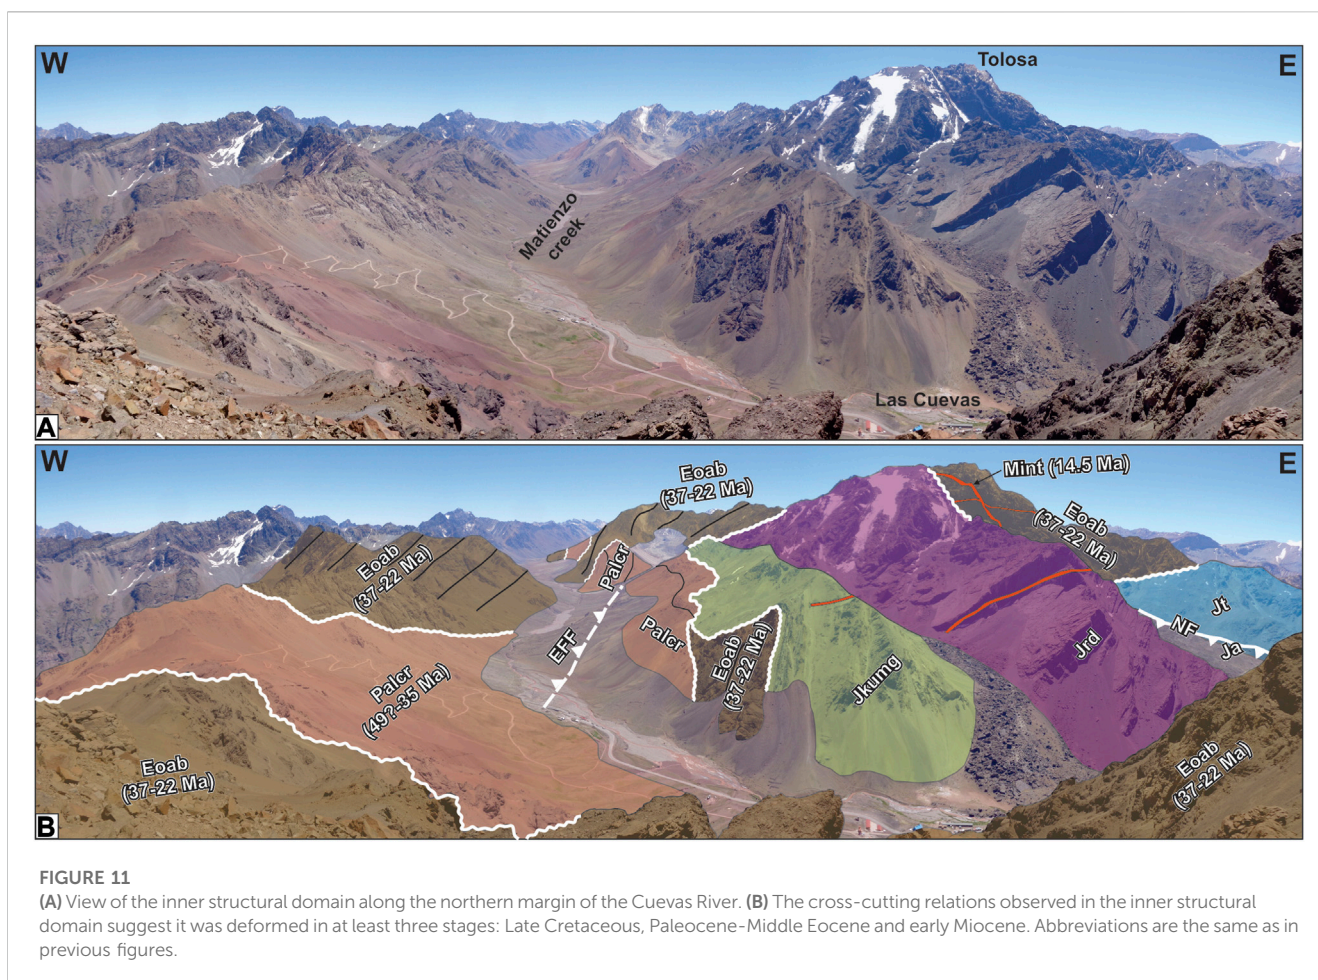 W
Tolosa
E
Matienzo
creek
Las Cuevas
A
W
Eoab
(37-22 Ma)
Mint (14.5 Ma)
E
Eoab
(37-22 Ma)
Eoab
(37-22 Ma)
Palcr
Jt
EFF
Palcr
NF
Ja
Eoab
(37-22 Ma)
Jrd
Jkumg
Palcr
(49?-35 Ma)
Eoab
(37-22 Ma)
Eoab
(37-22 Ma)
B
FIGURE 11
(A) View of the inner structural domain along the northern margin of the Cuevas River. (B) The cross-cutting relations observed in the inner structural
domain suggest it was deformed in at least three stages: Late Cretaceous, Paleocene-Middle Eocene and early Miocene. Abbreviations are the same as in
previous figures.